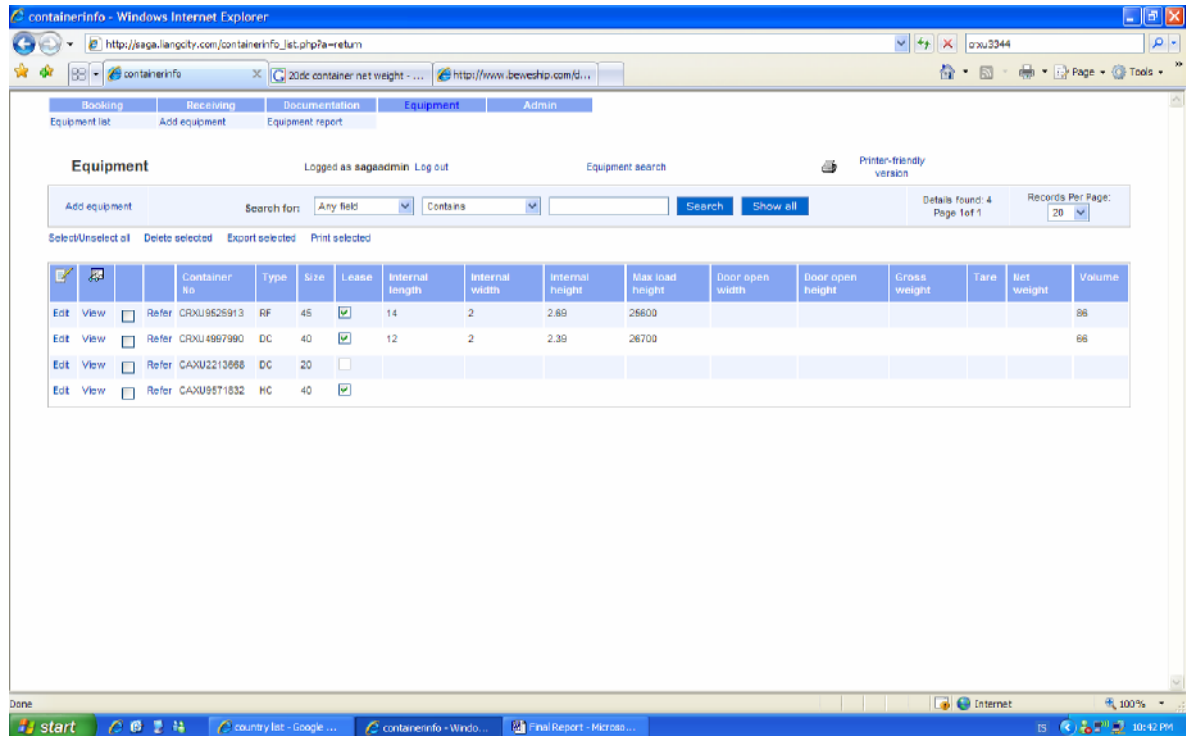 containerinfo - Windows Internet Explorer
http://saga.liangcity.com/containerinfo_list.php?a=return
containerinfo 20dc container net weight - ... http://www.beweship.com/d... Page Tools
Booking Receiving Documentation Equipment Admin
Equipment list Add equipment Equipment report
Equipment Logged as sagaadmin Log out Equipment search Printer-friendly
version
Add equipment Search for: Any field Contains Search Show all Details found: 4 Records Per Page:
Page 1of 1 20
Select/Unselect all Delete selected Export selected Print selected
Container Type Size Lease Internal Internal Internal Max load Door open Door open Gross Tare Net Volume
No length width height height width height weight weight
Edit View Refer CRXU9525913 RF 45 14 2 2.69 25600 86
Edit View Refer CRXU4997990 DC 40 12 2 2.39 26700 66
Edit View Refer CAXU2213668 DC 20
Edit View Refer CAXU9571832 HC 40
Done Internet 100%
start country list - Google ... containerinfo - Windo... Final Report - Microso... IS 10:42 PM